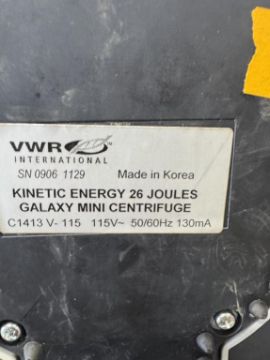 VWR™
INTERNATIONAL
SN 0906 1129 Made in Korea
KINETIC ENERGY 26 JOULES
GALAXY MINI CENTRIFUGE
C1413 V- 115 115V~ 50/60Hz 130mA